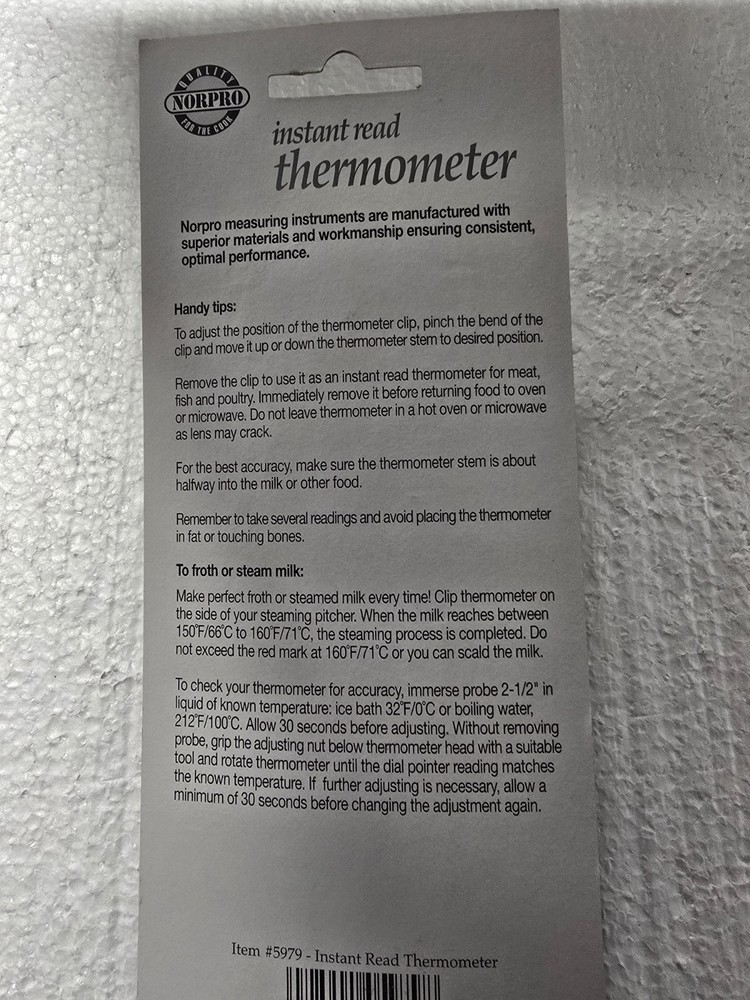 QUALITY
NORPRO
FOR THE COOK
instant read
thermometer
Norpro measuring instruments are manufactured with
superior materials and workmanship ensuring consistent,
optimal performance.
Handy tips:
To adjust the position of the thermometer clip, pinch the bend of the
clip and move it up or down the thermometer stem to desired position.
Remove the clip to use it as an instant read thermometer for meat,
fish and poultry. Immediately remove it before returning food to oven
or microwave. Do not leave thermometer in a hot oven or microwave
as lens may crack.
For the best accuracy, make sure the thermometer stem is about
halfway into the milk or other food.
Remember to take several readings and avoid placing the thermometer
in fat or touching bones.
To froth or steam milk:
Make perfect froth or steamed milk every time! Clip thermometer on
the side of your steaming pitcher. When the milk reaches between
150°F/66°C to 160°F/71°C, the steaming process is completed. Do
not exceed the red mark at 160°F/71°C or you can scald the milk.
To check your thermometer for accuracy, immerse probe 2-1/2" in
liquid of known temperature: ice bath 32°F/0°C or boiling water,
212°F/100°C. Allow 30 seconds before adjusting. Without removing
probe, grip the adjusting nut below thermometer head with a suitable
tool and rotate thermometer until the dial pointer reading matches
the known temperature. If further adjusting is necessary, allow a
minimum of 30 seconds before changing the adjustment again.
Item #5979 - Instant Read Thermometer